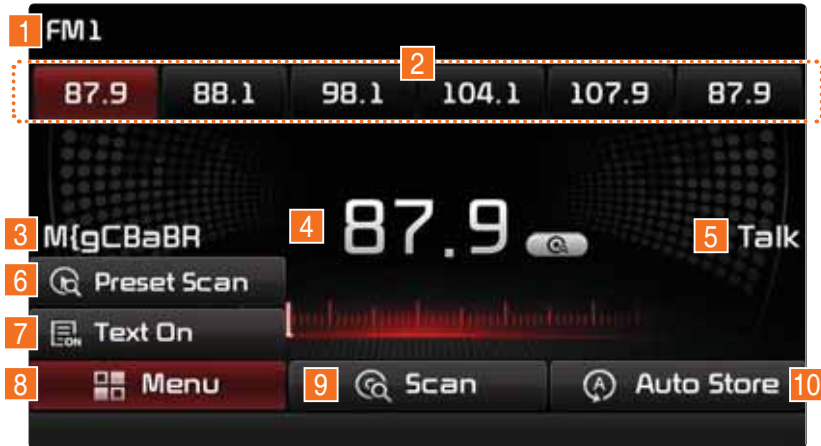 1 FM1
2
87.9 88.1 98.1 104.1 107.9 87.9
3 M{gCBaBR 4 87.9 5 Talk
6 Preset Scan
7 ON Text On
8 Menu 9 Scan A Auto Store 10